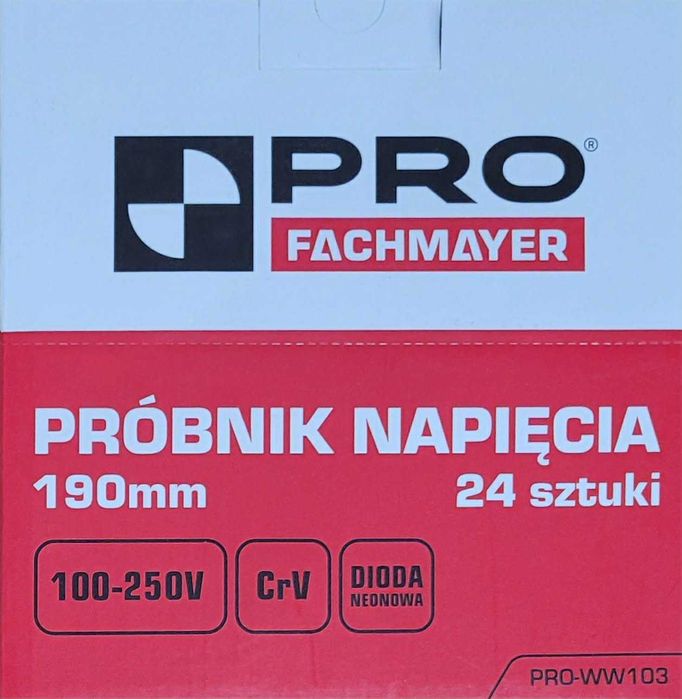 PRO®
FACHMAYER
PRÓBNIK NAPIĘCIA
190mm 24 sztuki
100-250V CrV DIODA
NEONOWA
PRO-WW103